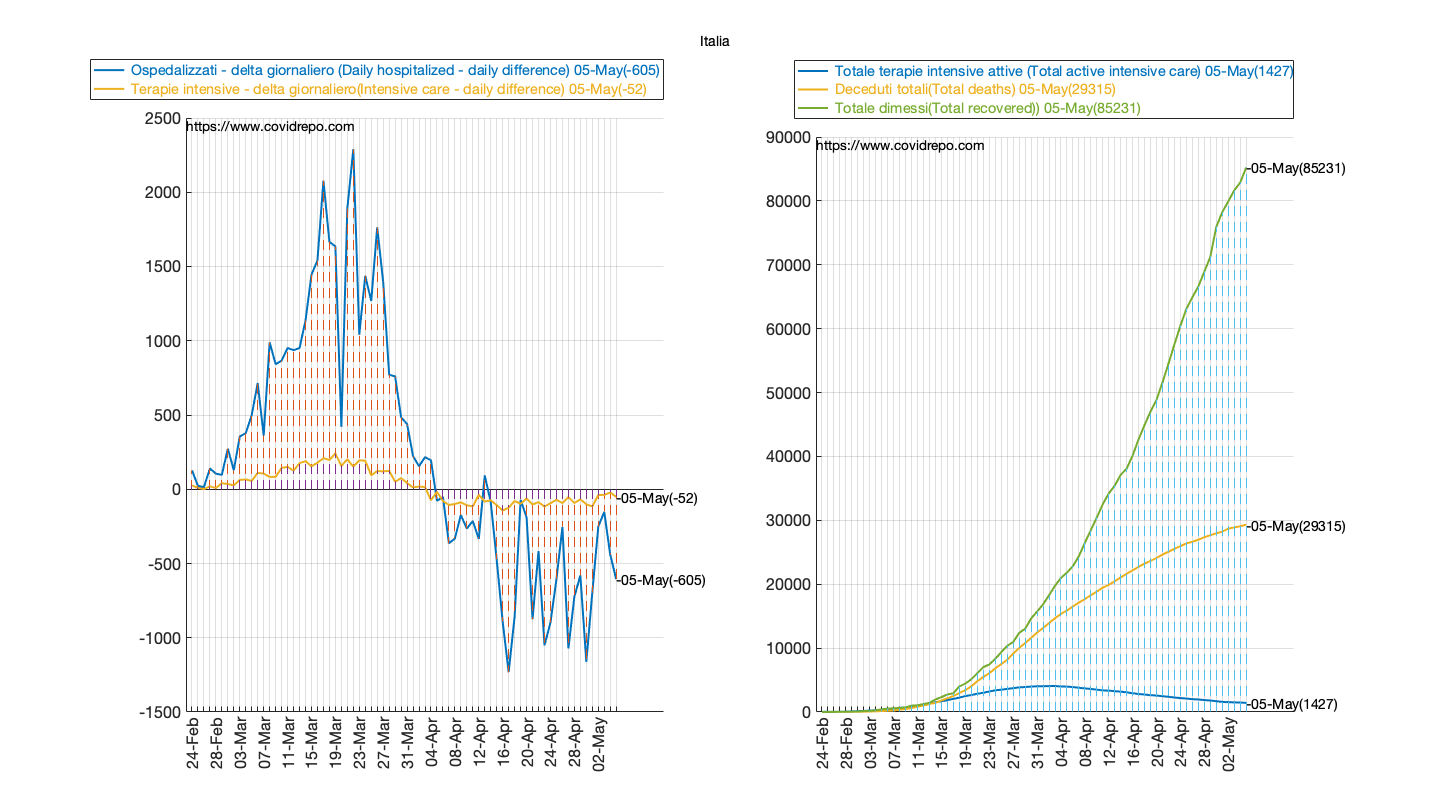 Italia
Ospedalizzati - delta giornaliero (Daily hospitalized - daily difference) 05-May(-605)
Terapie intensive - delta giornaliero(Intensive care - daily difference) 05-May(-52)
https://www.covidrepo.com
2500
2000
1500
1000
500
0
-500
-1000
-1500
-05-May(-52)
-05-May(-605)
24-Feb
28-Feb
03-Mar
07-Mar
11-Mar
15-Mar
19-Mar
23-Mar
27-Mar
31-Mar
04-Apr
08-Apr
12-Apr
16-Apr
20-Apr
24-Apr
28-Apr
02-May
Totale terapie intensive attive (Total active intensive care) 05-May(1427)
Deceduti totali(Total deaths) 05-May(29315)
Totale dimessi(Total recovered)) 05-May(85231)
https://www.covidrepo.com
90000
80000
70000
60000
50000
40000
30000
20000
10000
0
-05-May(85231)
-05-May(29315)
-05-May(1427)
24-Feb
28-Feb
03-Mar
07-Mar
11-Mar
15-Mar
19-Mar
23-Mar
27-Mar
31-Mar
04-Apr
08-Apr
12-Apr
16-Apr
20-Apr
24-Apr
28-Apr
02-May